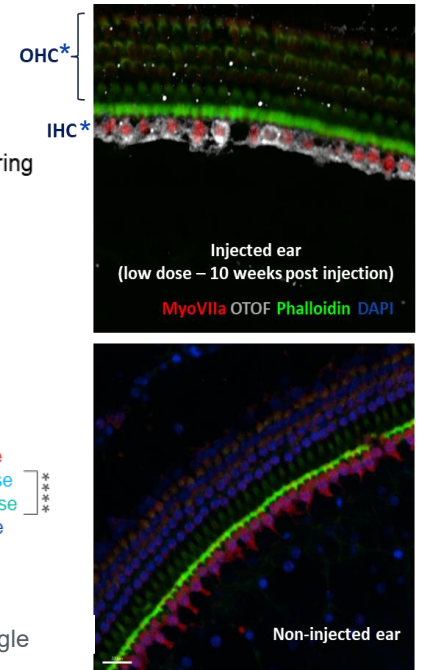 OHC*
IHC*
ring
Injected ear
(low dose – 10 weeks post injection)
MyoVIIa OTOF Phalloidin DAPI
e
se
se
e
****
Non-injected ear
gle